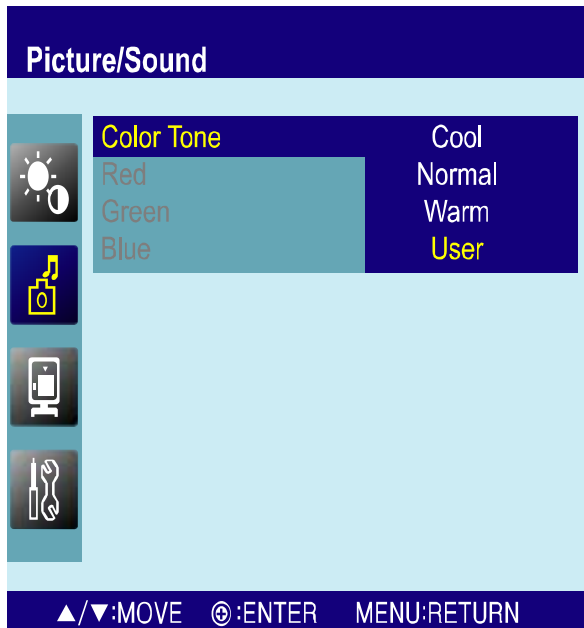 Picture/Sound
Color Tone Cool
Red Normal
Green Warm
Blue User
▲/▼:MOVE ⊕:ENTER MENU:RETURN